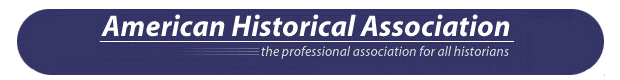 American Historical Association
the professional association for all historians